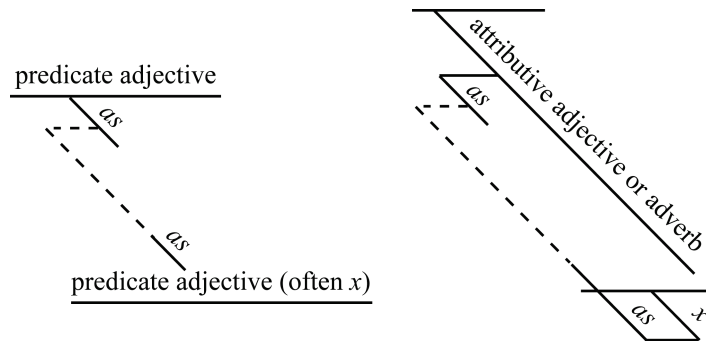 predicate adjective
as
as
predicate adjective (often x)
attributive adjective or adverb
as
as
x